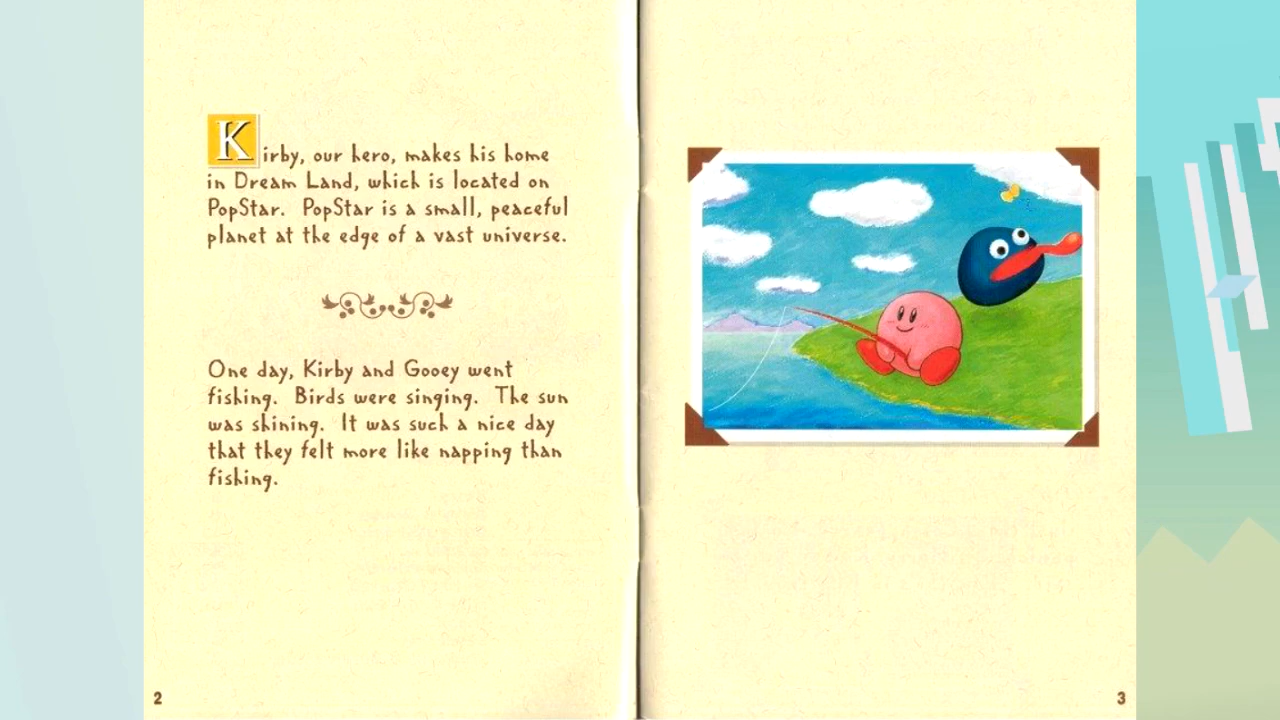 Kirby, our hero, makes his home
in Dream Land, which is located on
PopStar. PopStar is a small, peaceful
planet at the edge of a vast universe.
One day, Kirby and Gooey went
fishing. Birds were singing. The sun
was shining. It was such a nice day
that they felt more like napping than
fishing.
2
3